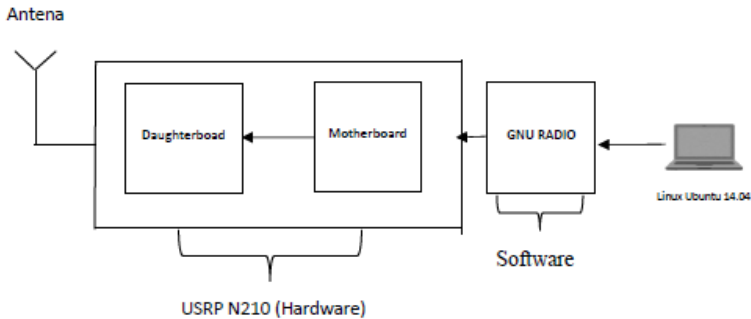 Antena
Daughterboad
Motherboard
GNU RADIO
Linux Ubuntu 14.04
Software
USRP N210 (Hardware)